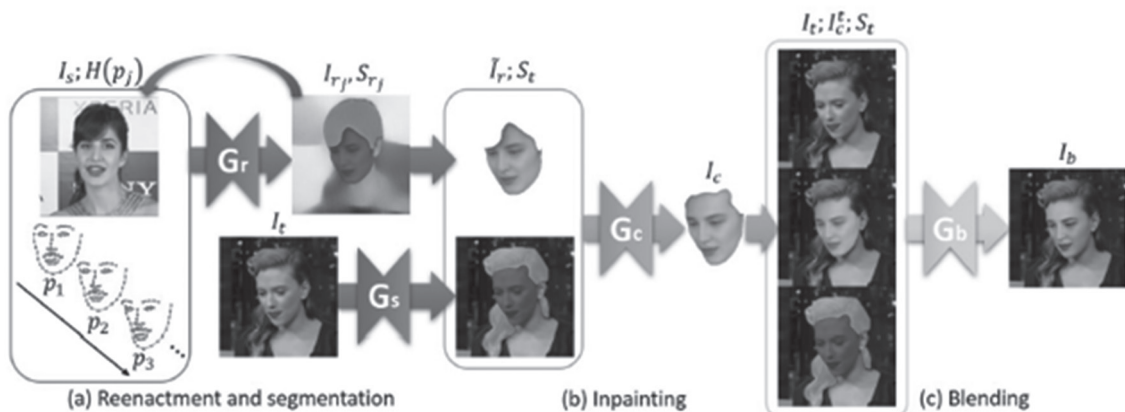 I_s; H(p_j)
I_{r_j}, S_{r_j}
Ĩ_r; S_t
I_t; I_c^t; S_t
XPERIA
NY
G_r
I_c
I_b
I_t
G_c
G_b
G_s
p_1
p_2
p_3
...
(a) Reenactment and segmentation
(b) Inpainting
(c) Blending